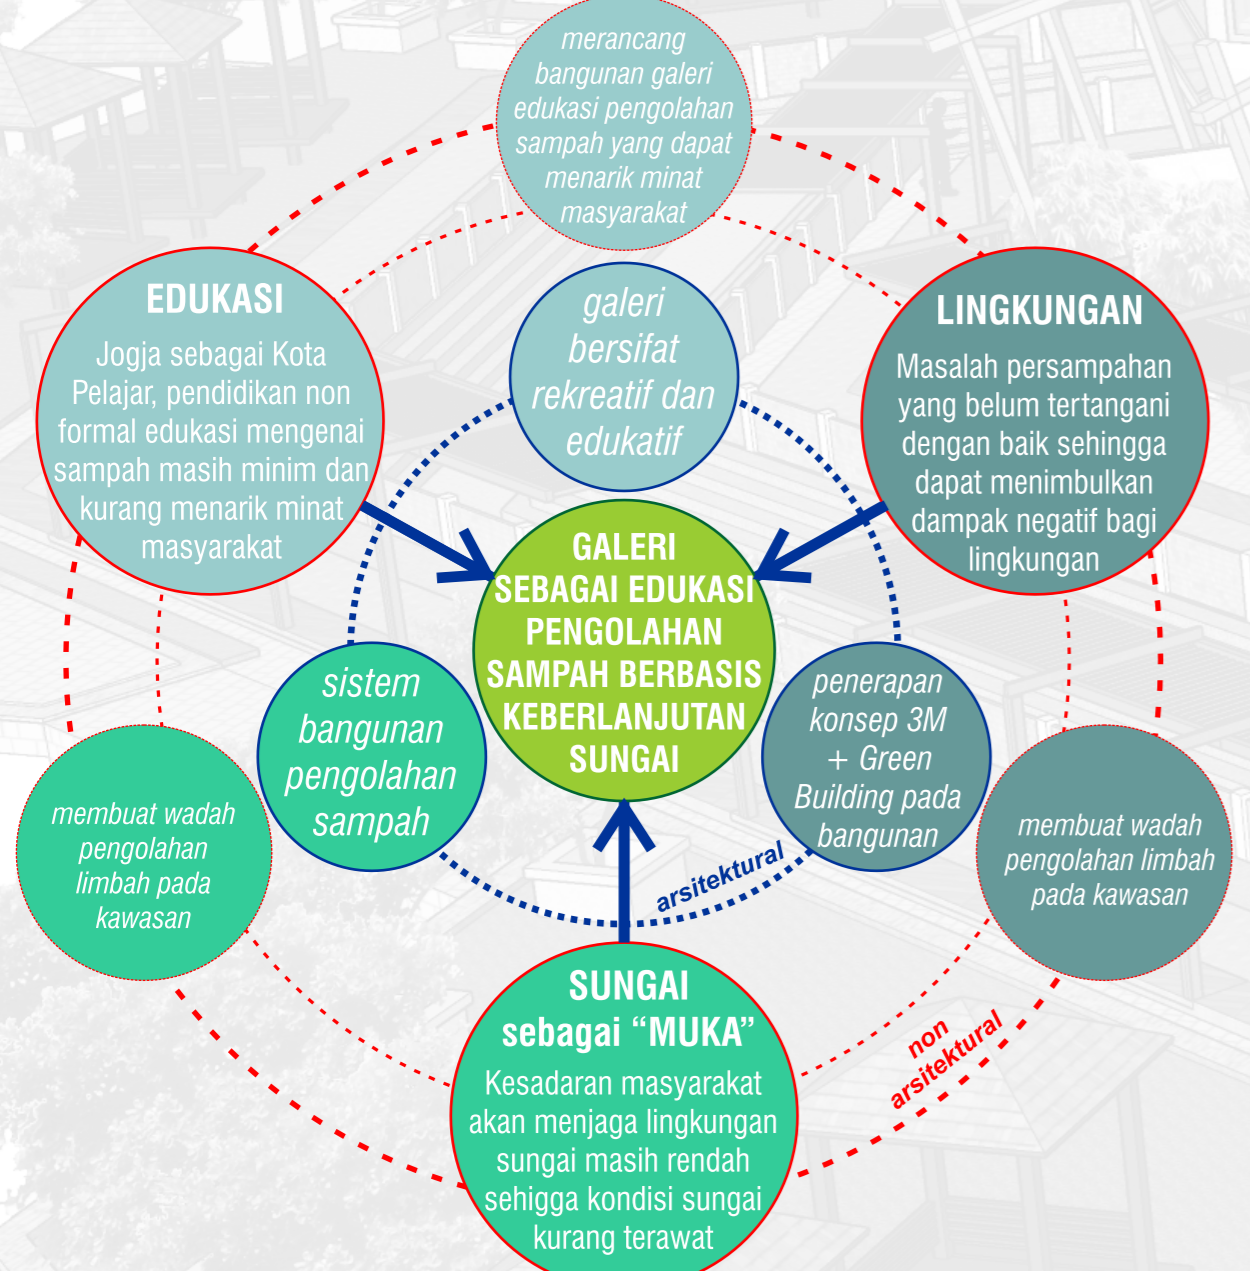 merancang
bangunan galeri
edukasi pengolahan
sampah yang dapat
menarik minat
masyarakat
EDUKASI
Jogja sebagai Kota
Pelajar, pendidikan non
formal edukasi mengenai
sampah masih minim dan
kurang menarik minat
masyarakat
galeri
bersifat
rekreatif dan
edukatif
LINGKUNGAN
Masalah persampahan
yang belum tertangani
dengan baik sehingga
dapat menimbulkan
dampak negatif bagi
lingkungan
GALERI
SEBAGAI EDUKASI
PENGOLAHAN
SAMPAH BERBASIS
KEBERLANJUTAN
SUNGAI
sistem
bangunan
pengolahan
sampah
penerapan
konsep 3M
+ Green
Building pada
bangunan
membuat wadah
pengolahan
limbah pada
kawasan
arsitektural
membuat wadah
pengolahan limbah
pada kawasan
SUNGAI
sebagai “MUKA”
Kesadaran masyarakat
akan menjaga lingkungan
sungai masih rendah
sehigga kondisi sungai
kurang terawat
non
arsitektural